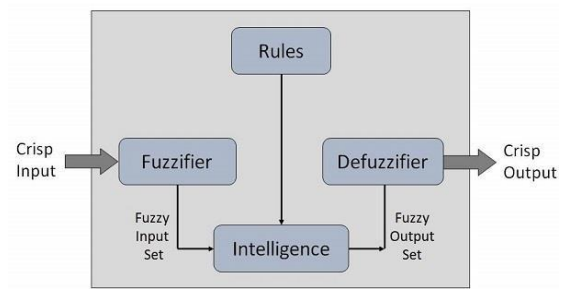 Rules
Crisp
Input
Fuzzifier
Defuzzifier
Crisp
Output
Fuzzy
Input
Set
Intelligence
Fuzzy
Output
Set